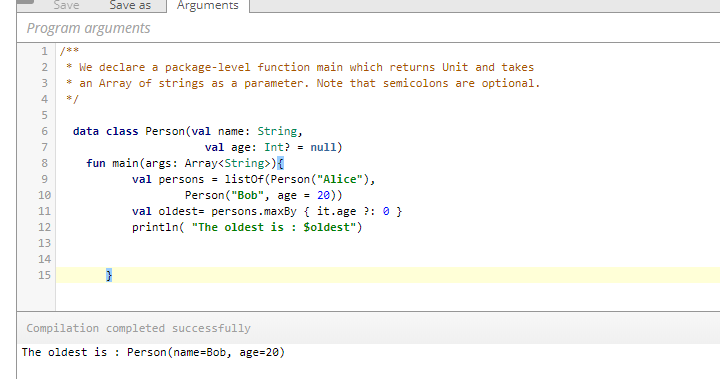 Save Save as Arguments
Program arguments
1 /**
2 * We declare a package-level function main which returns Unit and takes
3 * an Array of strings as a parameter. Note that semicolons are optional.
4 */
5
6 data class Person(val name: String,
7 val age: Int? = null)
8 fun main(args: Array<String>){
9 val persons = listOf(Person("Alice"),
10 Person("Bob", age = 20))
11 val oldest= persons.maxBy { it.age ?: 0 }
12 println( "The oldest is : $oldest")
13
14
15 }
Compilation completed successfully
The oldest is : Person(name=Bob, age=20)